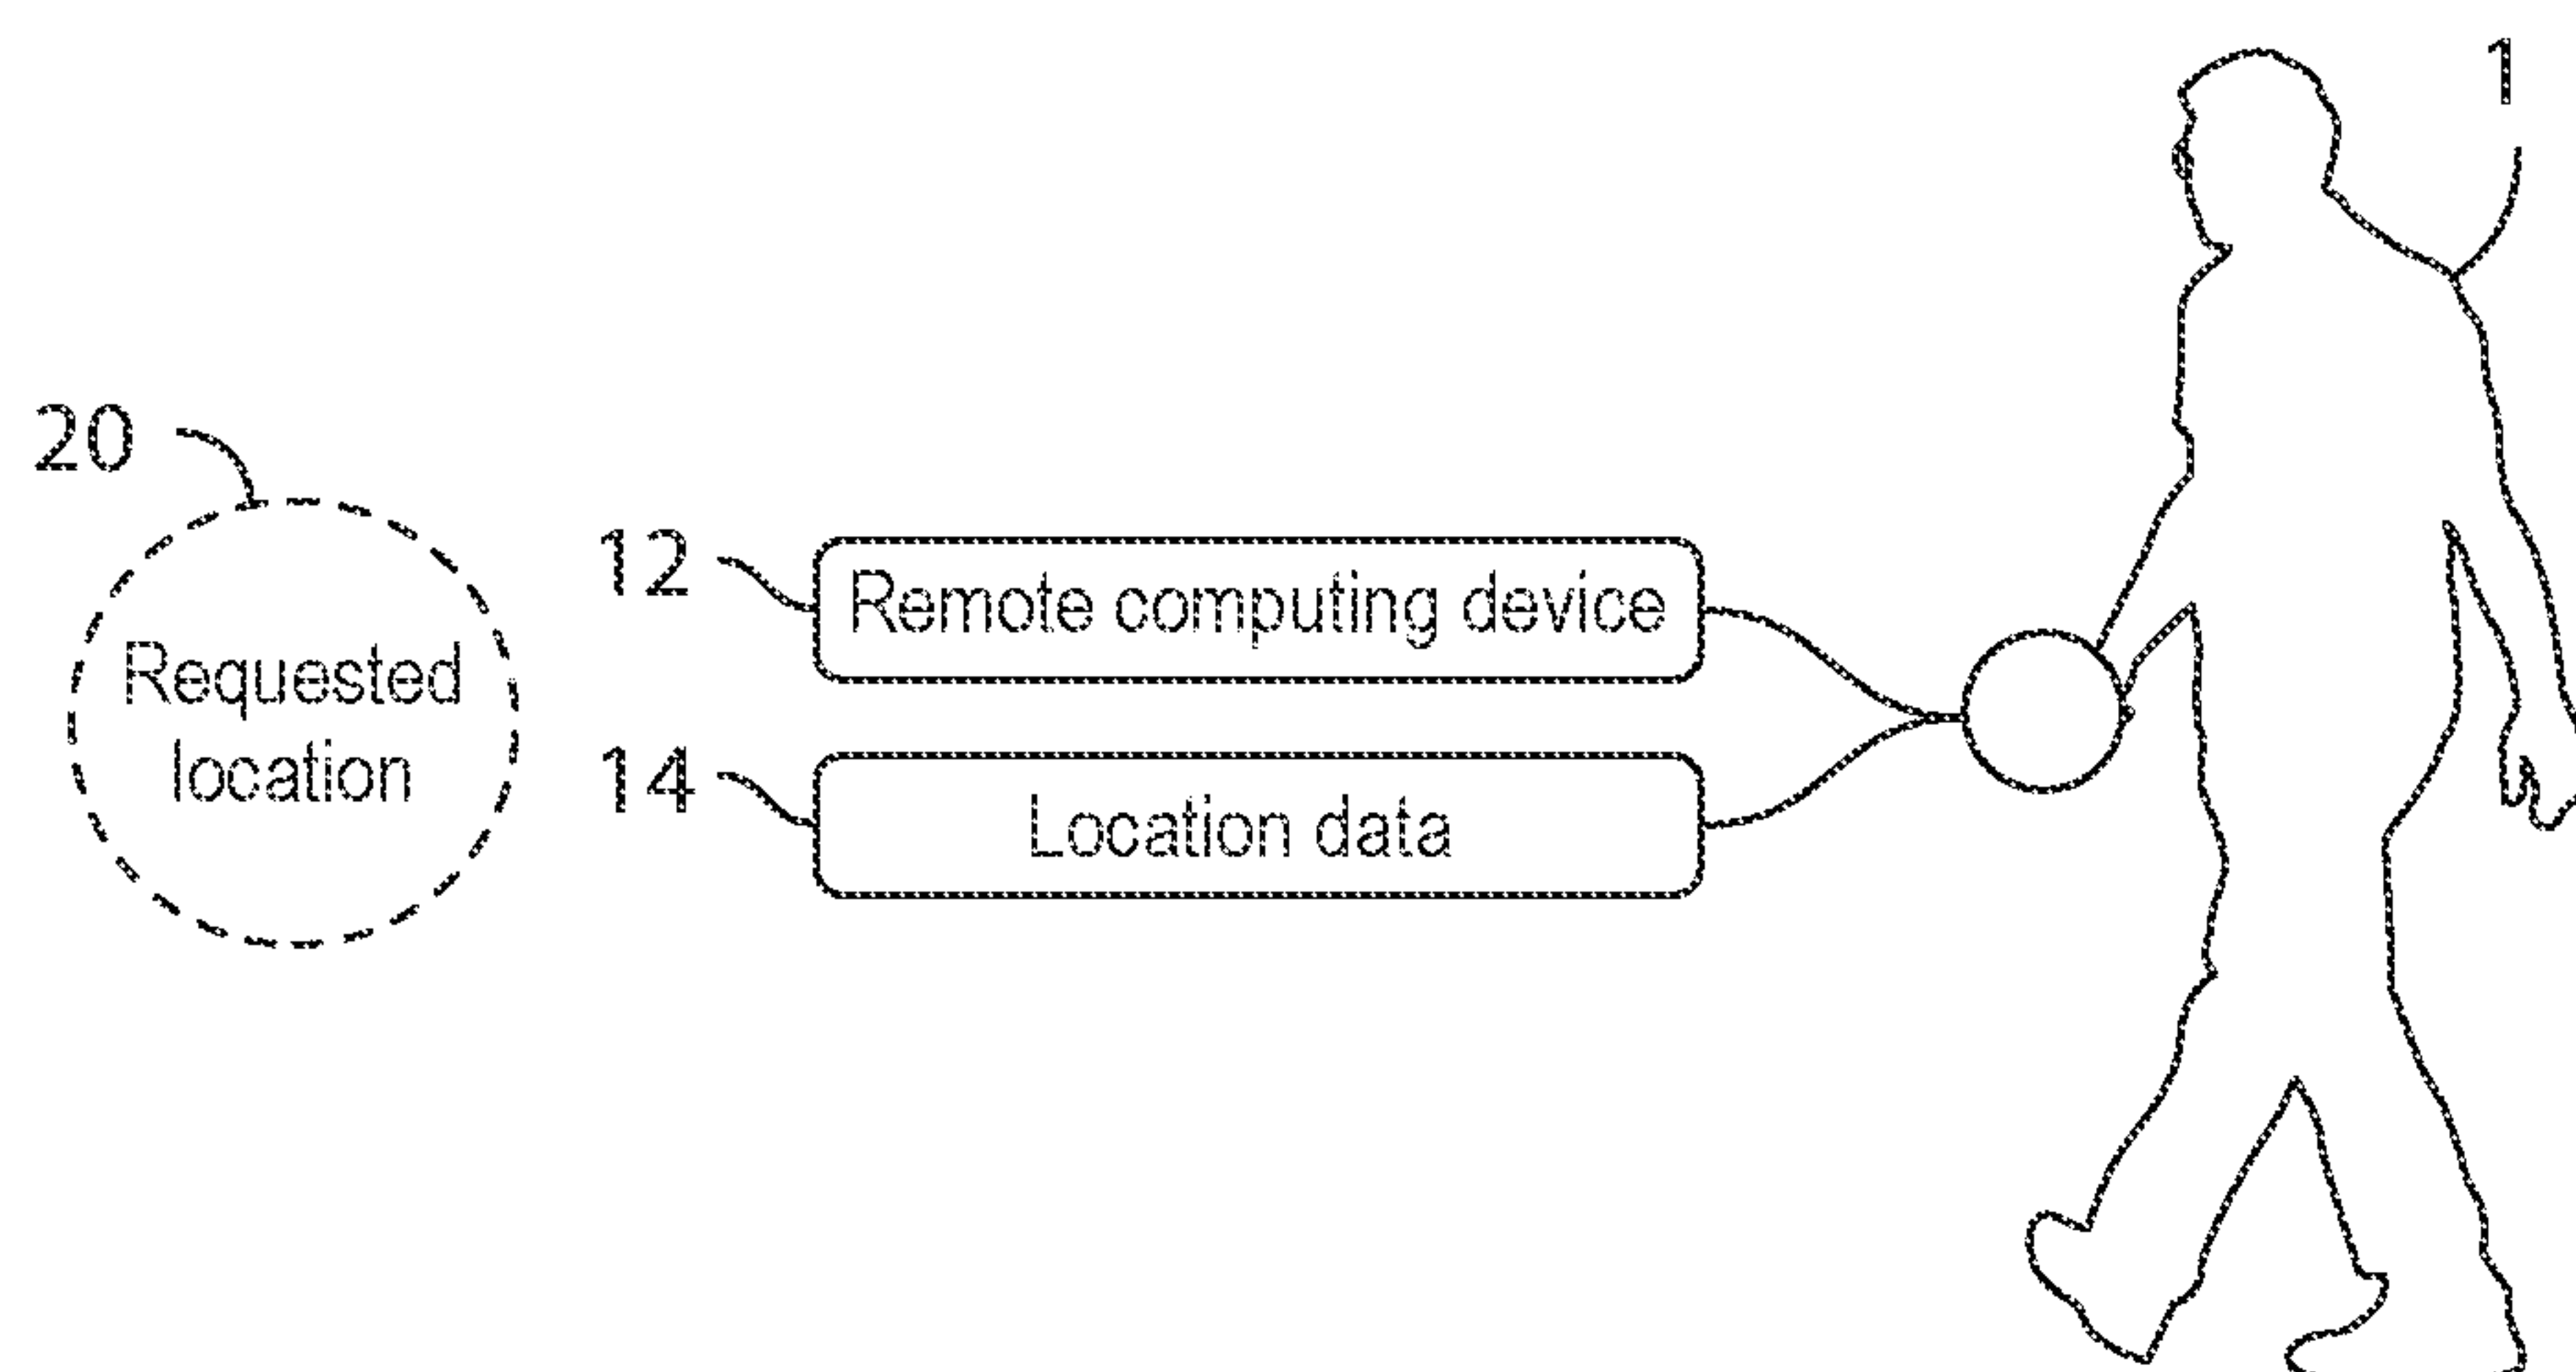 1
20
12
Remote computing device
Requested
location
14
Location data